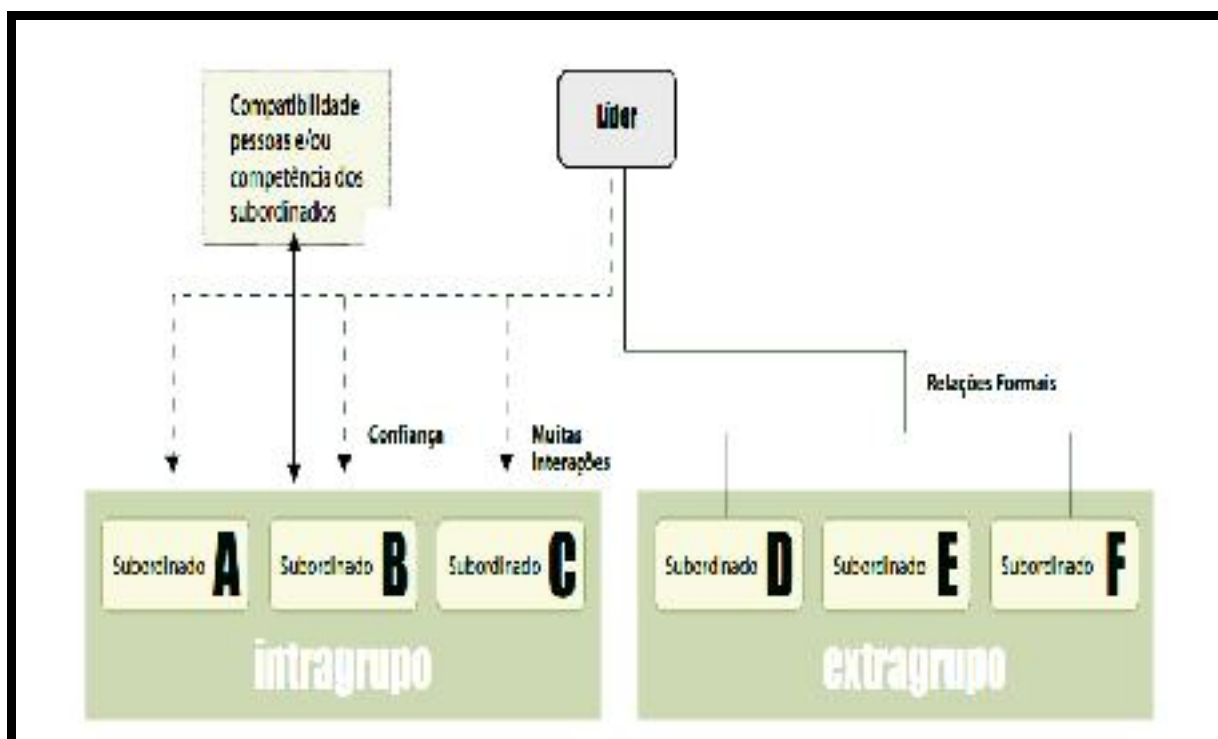 Compatibilidade
pessoas e/ou
competência dos
subordinados
Líder
Relações Formais
Confiança
Muitas
Interações
Subordinado A
Subordinado B
Subordinado C
intragrupo
Subordinado D
Subordinado E
Subordinado F
extragrupo